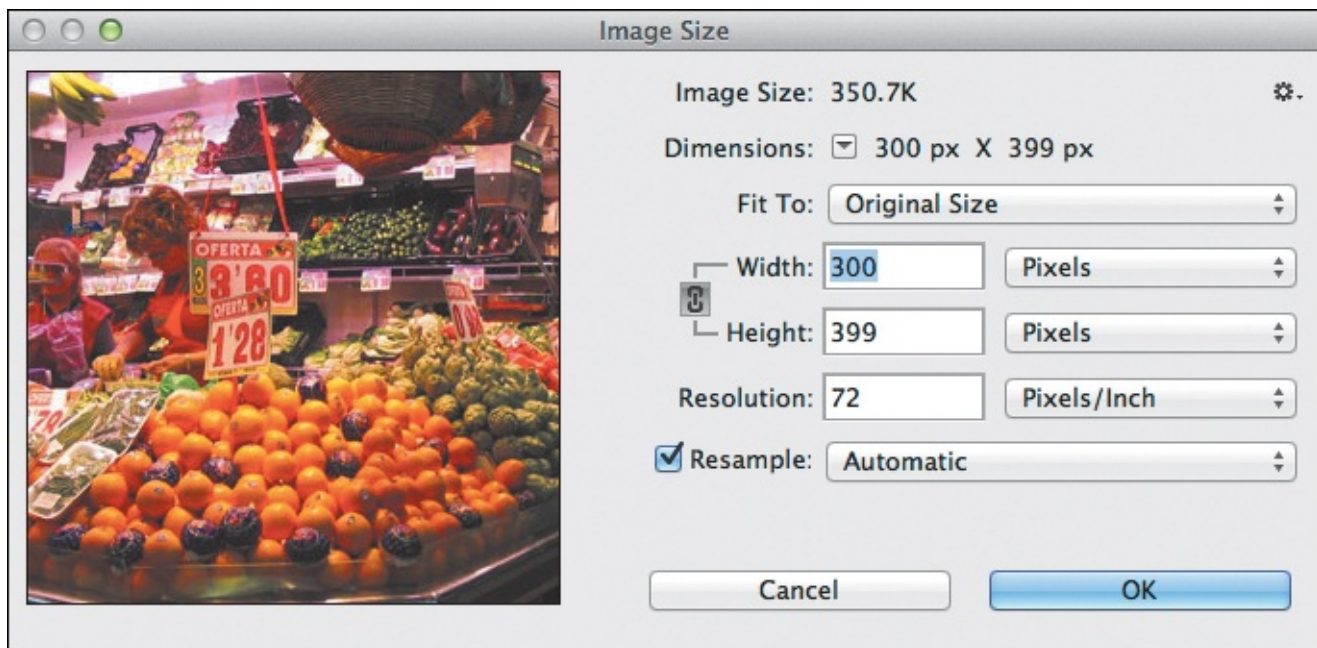 Image Size
Image Size: 350.7K
Dimensions: 300 px X 399 px
Fit To: Original Size
Width: 300 Pixels
Height: 399 Pixels
Resolution: 72 Pixels/Inch
Resample: Automatic
Cancel OK
OFERTA
3'80
OFERTA
1'28